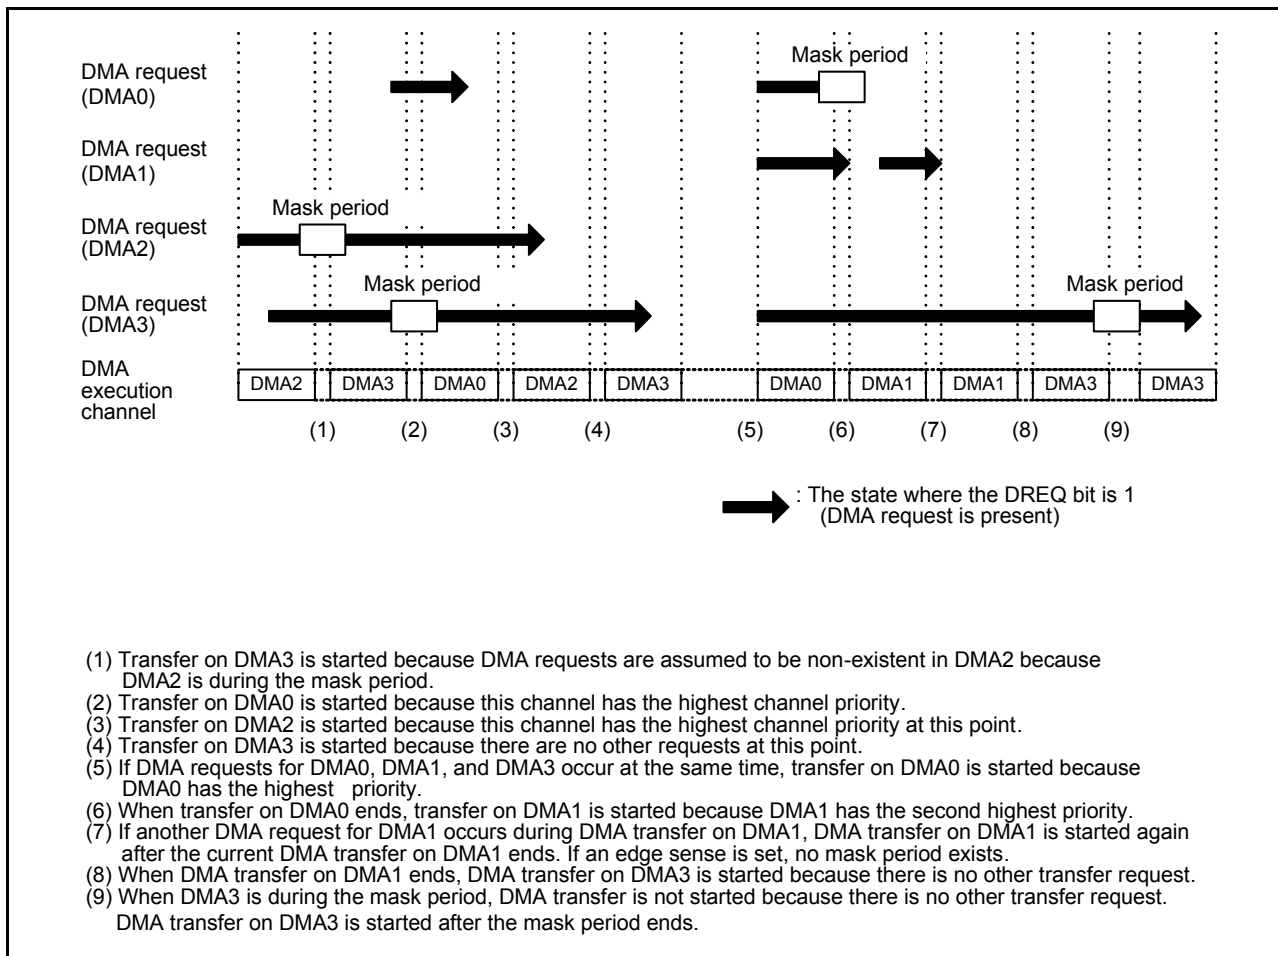 Mask period
DMA request
(DMA0)
DMA request
(DMA1)
Mask period
DMA request
(DMA2)
Mask period
Mask period
DMA request
(DMA3)
DMA
execution
channel
DMA2 DMA3 DMA0 DMA2 DMA3 DMA0 DMA1 DMA1 DMA3 DMA3
(1) (2) (3) (4) (5) (6) (7) (8) (9)
: The state where the DREQ bit is 1
(DMA request is present)
(1) Transfer on DMA3 is started because DMA requests are assumed to be non-existent in DMA2 because
DMA2 is during the mask period.
(2) Transfer on DMA0 is started because this channel has the highest channel priority.
(3) Transfer on DMA2 is started because this channel has the highest channel priority at this point.
(4) Transfer on DMA3 is started because there are no other requests at this point.
(5) If DMA requests for DMA0, DMA1, and DMA3 occur at the same time, transfer on DMA0 is started because
DMA0 has the highest priority.
(6) When transfer on DMA0 ends, transfer on DMA1 is started because DMA1 has the second highest priority.
(7) If another DMA request for DMA1 occurs during DMA transfer on DMA1, DMA transfer on DMA1 is started again
after the current DMA transfer on DMA1 ends. If an edge sense is set, no mask period exists.
(8) When DMA transfer on DMA1 ends, DMA transfer on DMA3 is started because there is no other transfer request.
(9) When DMA3 is during the mask period, DMA transfer is not started because there is no other transfer request.
DMA transfer on DMA3 is started after the mask period ends.